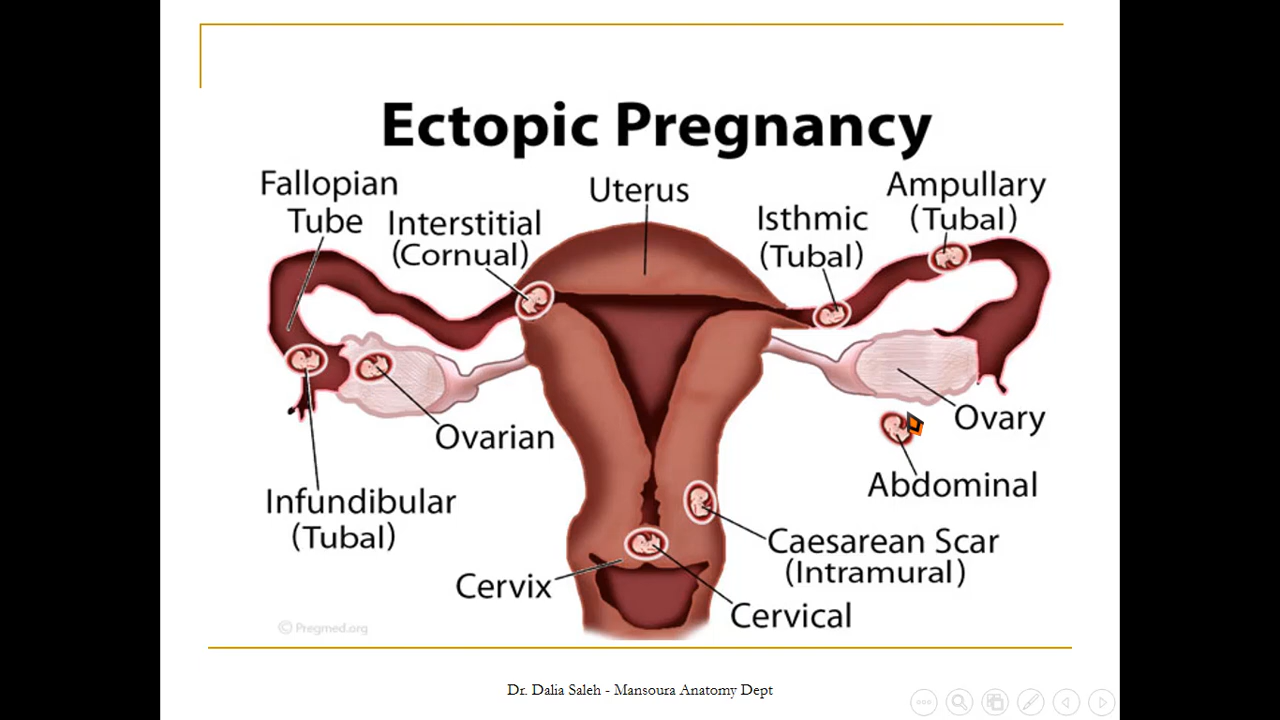 Ectopic Pregnancy
Fallopian
Tube
Interstitial
(Cornual)
Uterus
Isthmic
(Tubal)
Ampullary
(Tubal)
Ovarian
Ovary
Abdominal
Infundibular
(Tubal)
Caesarean Scar
(Intramural)
Cervix
Cervical
© Pregmed.org
Dr. Dalia Saleh - Mansoura Anatomy Dept